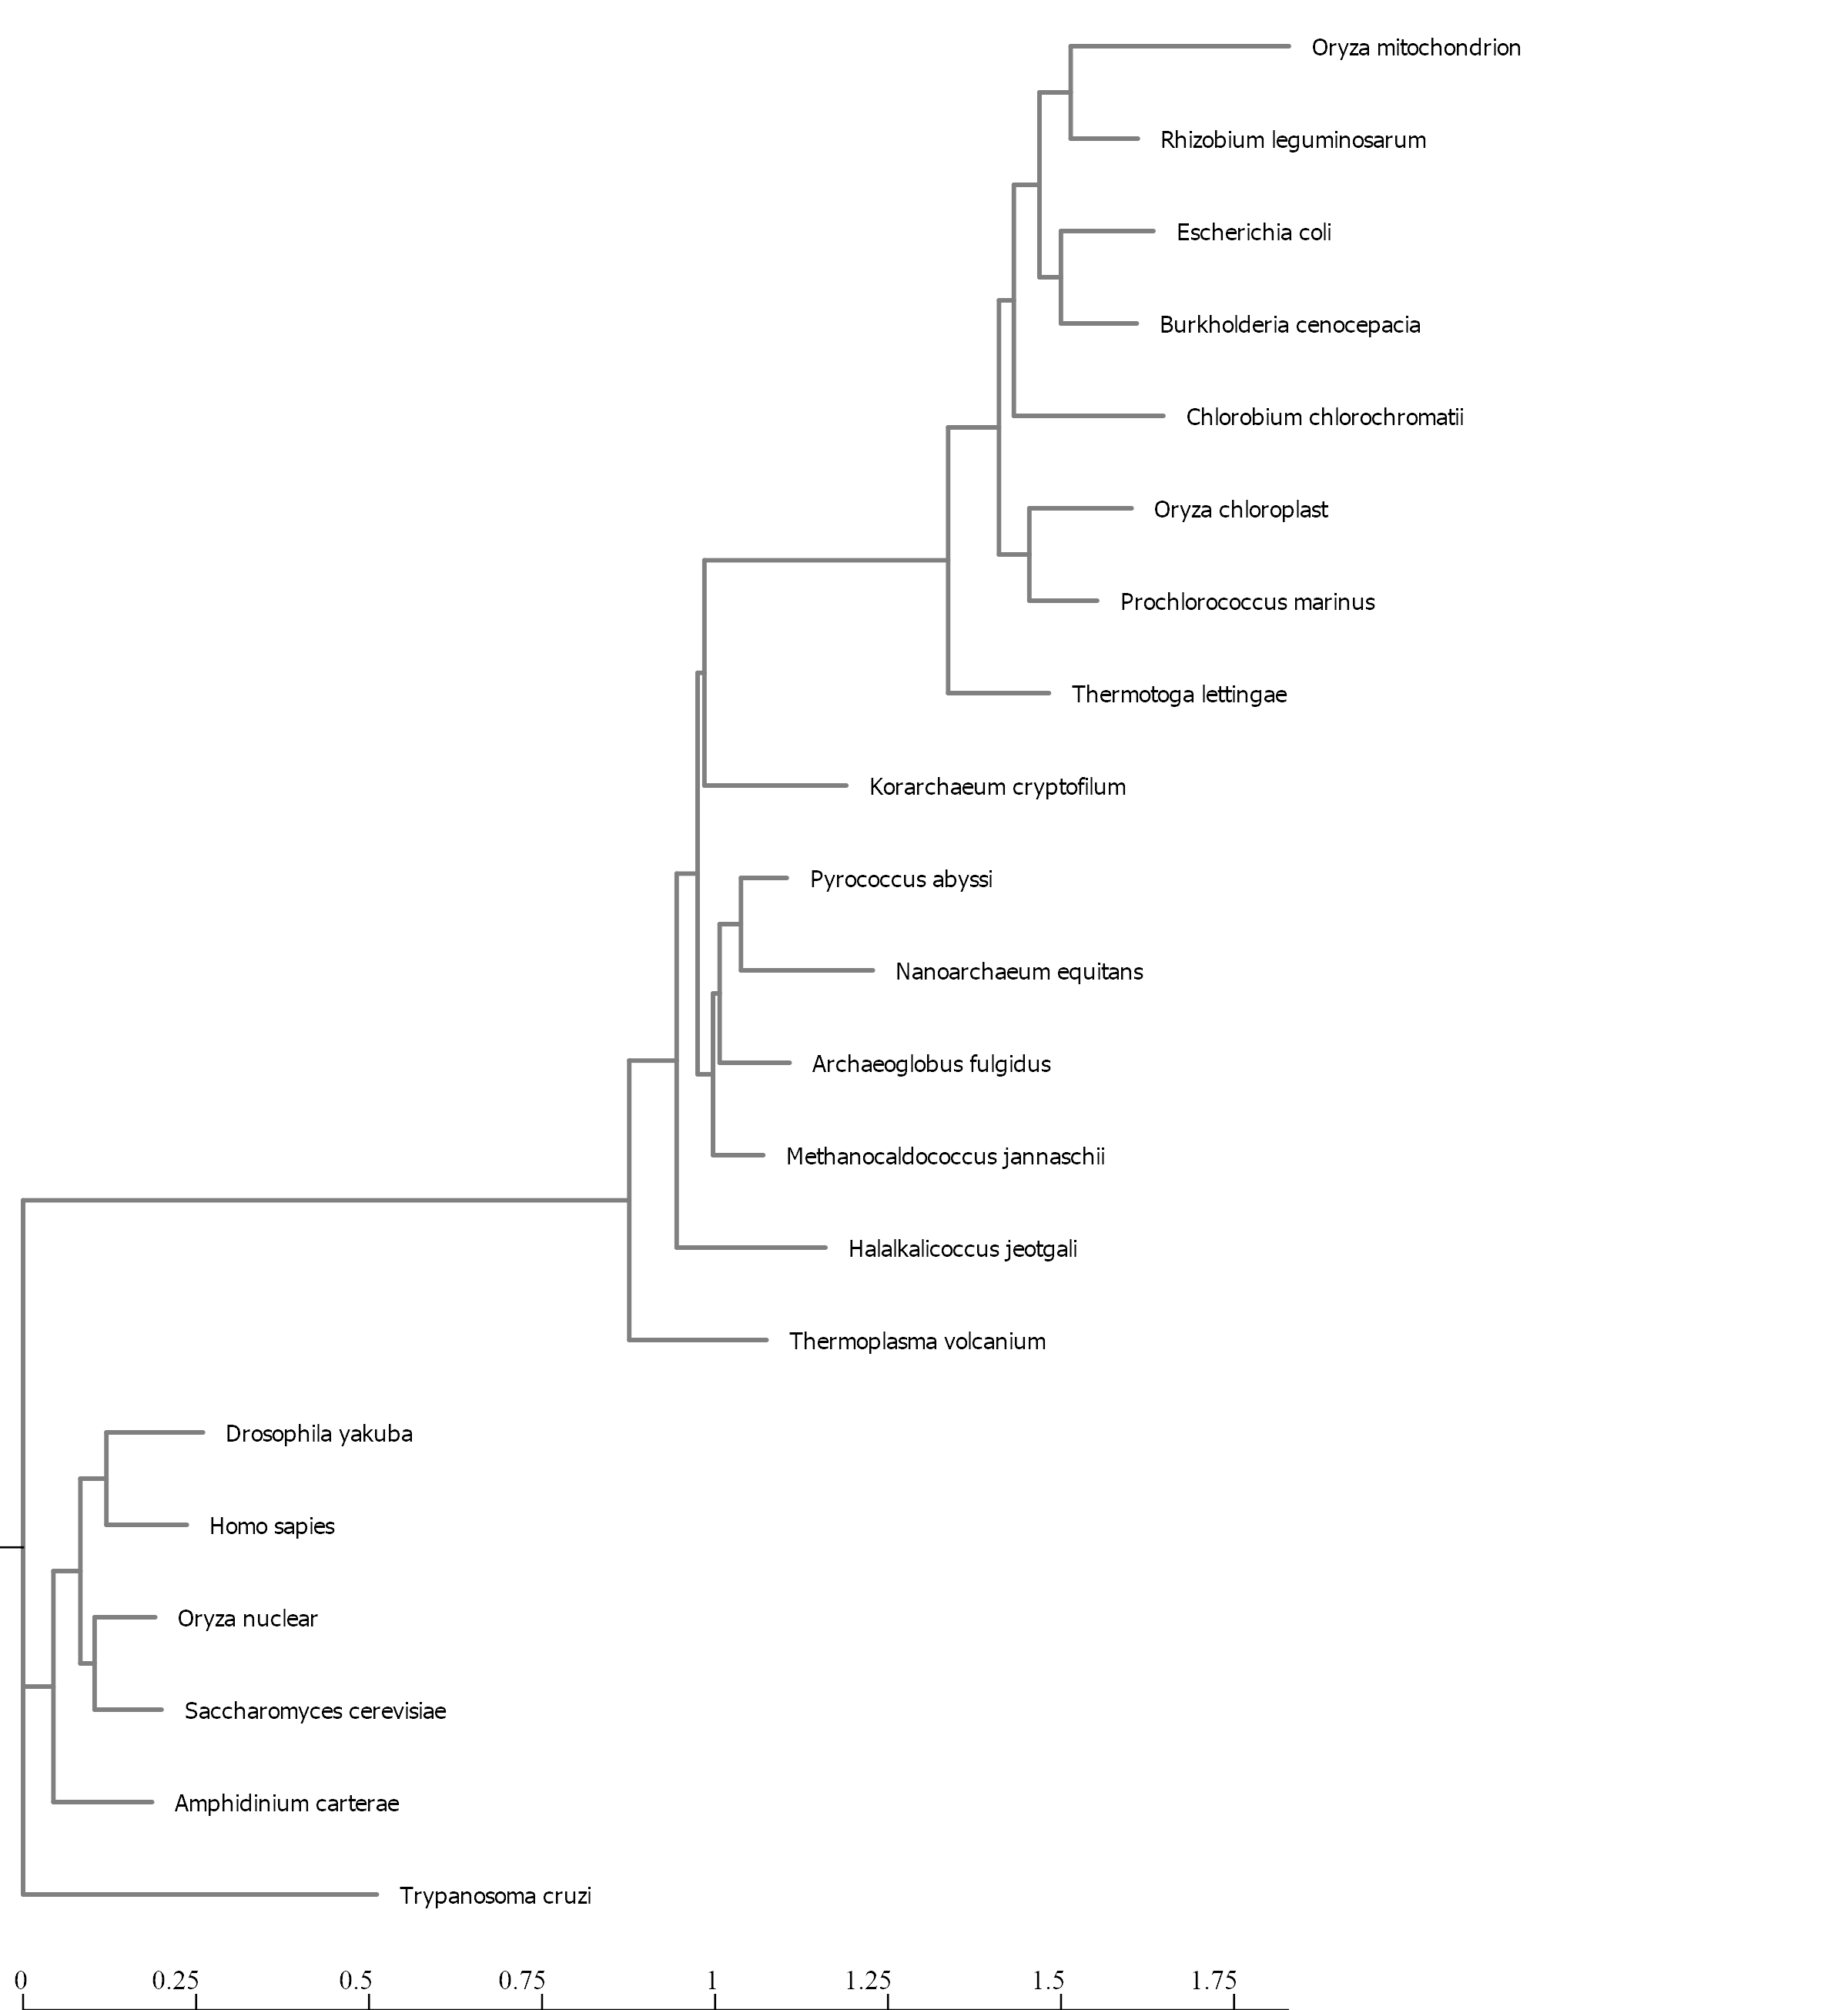 Oryza mitochondrion
Rhizobium leguminosarum
Escherichia coli
Burkholderia cenocepacia
Chlorobium chlorochromatii
Oryza chloroplast
Prochlorococcus marinus
Thermotoga lettingae
Korarchaeum cryptofilum
Pyrococcus abyssi
Nanoarchaeum equitans
Archaeoglobus fulgidus
Methanocaldococcus jannaschii
Halalkalicoccus jeotgali
Thermoplasma volcanium
Drosophila yakuba
Homo sapies
Oryza nuclear
Saccharomyces cerevisiae
Amphidinium carterae
Trypanosoma cruzi
0 0.25 0.5 0.75 1 1.25 1.5 1.75